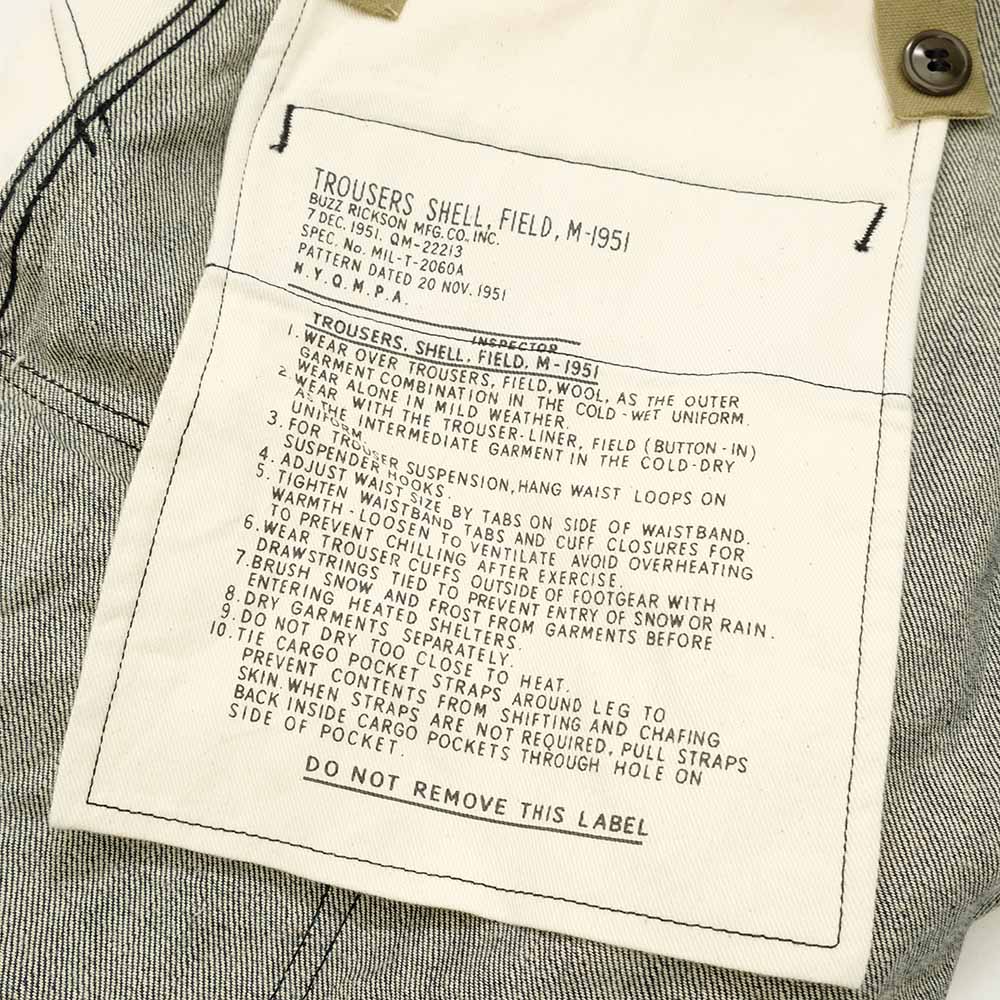 TROUSERS SHELL, FIELD, M-1951
BUZZ RICKSON MFG. CO. INC.
7 DEC. 1951. QM-22213
SPEC. No. MIL-T-2060A
PATTERN DATED 20 NOV. 1951
N.Y.Q.M.P.A.
INSPECTOR
TROUSERS, SHELL, FIELD, M-1951
1. WEAR OVER TROUSERS, FIELD, WOOL, AS THE OUTER
GARMENT COMBINATION IN THE COLD-WET UNIFORM.
WEAR ALONE IN MILD WEATHER.
2. WEAR WITH THE TROUSER-LINER, FIELD (BUTTON-IN)
AS THE INTERMEDIATE GARMENT IN THE COLD-DRY
UNIFORM.
3. FOR TROUSER SUSPENSION, HANG WAIST LOOPS ON
SUSPENDER HOOKS.
4. ADJUST WAIST SIZE BY TABS ON SIDE OF WAISTBAND.
5. TIGHTEN WAISTBAND TABS AND CUFF CLOSURES FOR
WARMTH-LOOSEN TO VENTILATE AVOID OVERHEATING
TO PREVENT CHILLING AFTER EXERCISE.
6. WEAR TROUSER CUFFS OUTSIDE OF FOOTGEAR WITH
DRAWSTRINGS TIED TO PREVENT ENTRY OF SNOW OR RAIN.
7. BRUSH SNOW AND FROST FROM GARMENTS BEFORE
ENTERING HEATED SHELTERS.
8. DRY GARMENTS SEPARATELY.
9. DO NOT DRY TOO CLOSE TO HEAT.
10. TIE CARGO POCKET STRAPS AROUND LEG TO
PREVENT CONTENTS FROM SHIFTING AND CHAFING
SKIN. WHEN STRAPS ARE NOT REQUIRED, PULL STRAPS
BACK INSIDE CARGO POCKETS THROUGH HOLE ON
SIDE OF POCKET.
DO NOT REMOVE THIS LABEL